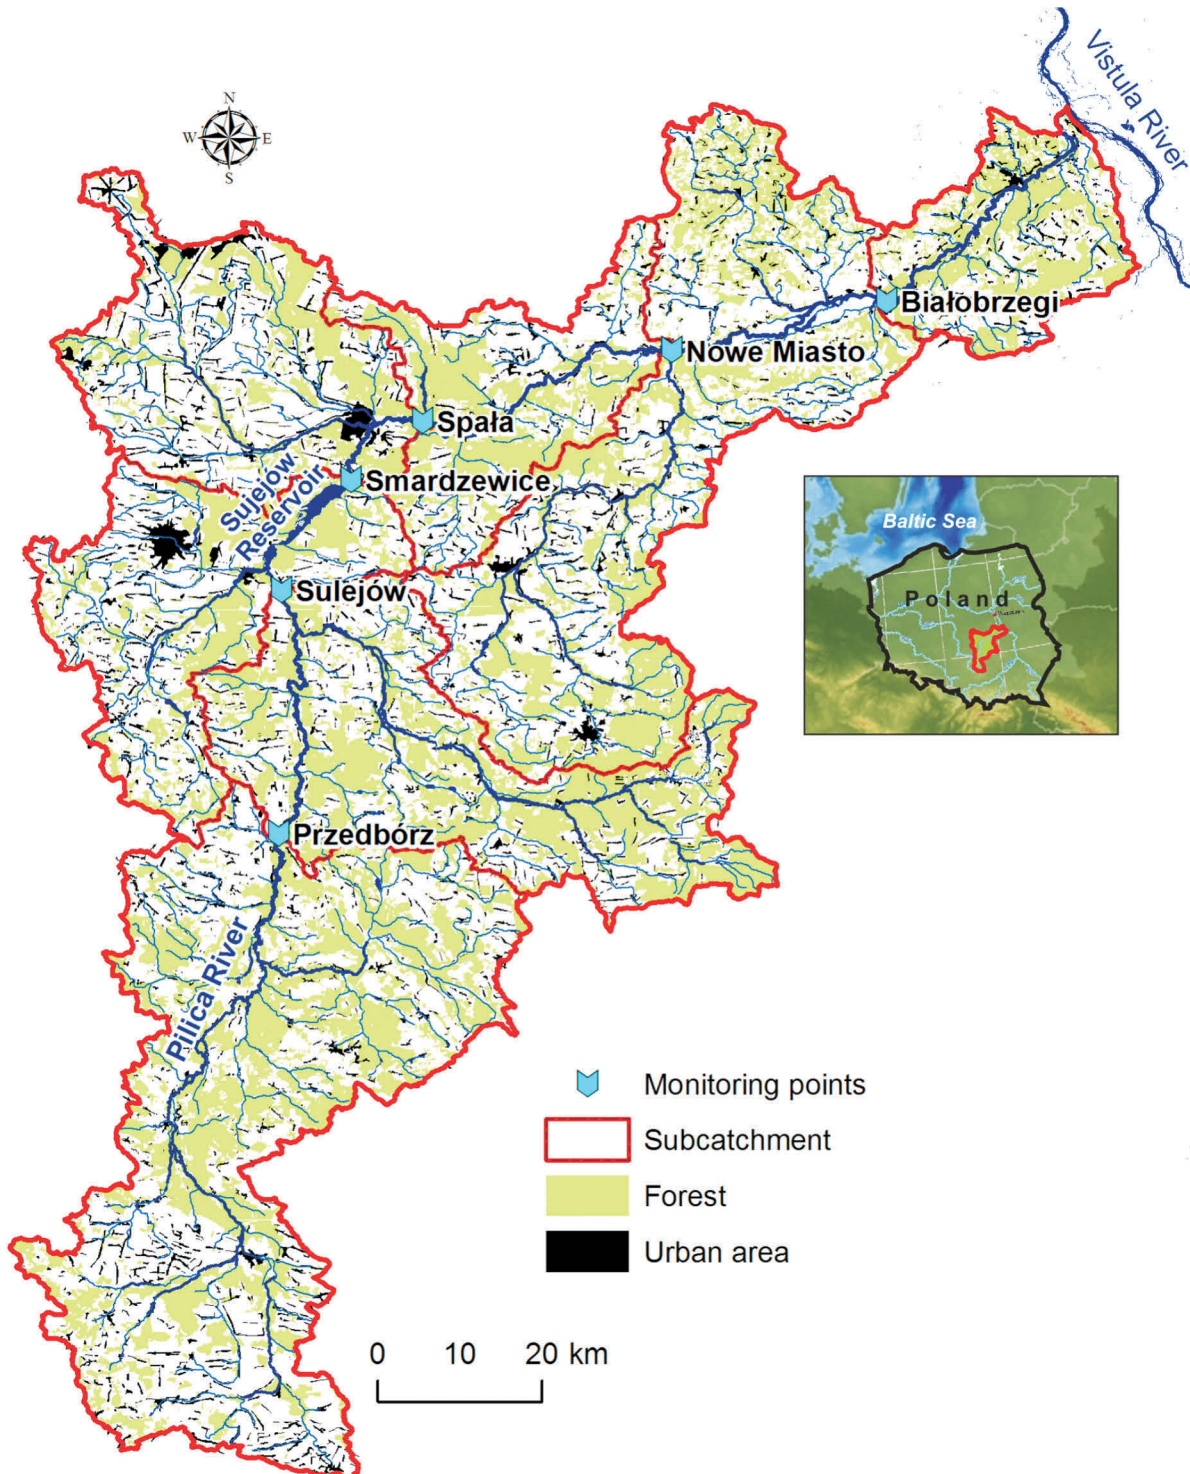 Vistula River
N
W
E
S
Białobrzegi
Nowe Miasto
Spała
Smardzewice
Sulejow
Reservoir
Sulejów
Baltic Sea
Poland
Przedbórz
Pilica River
Monitoring points
Subcatchment
Forest
Urban area
0 10 20 km